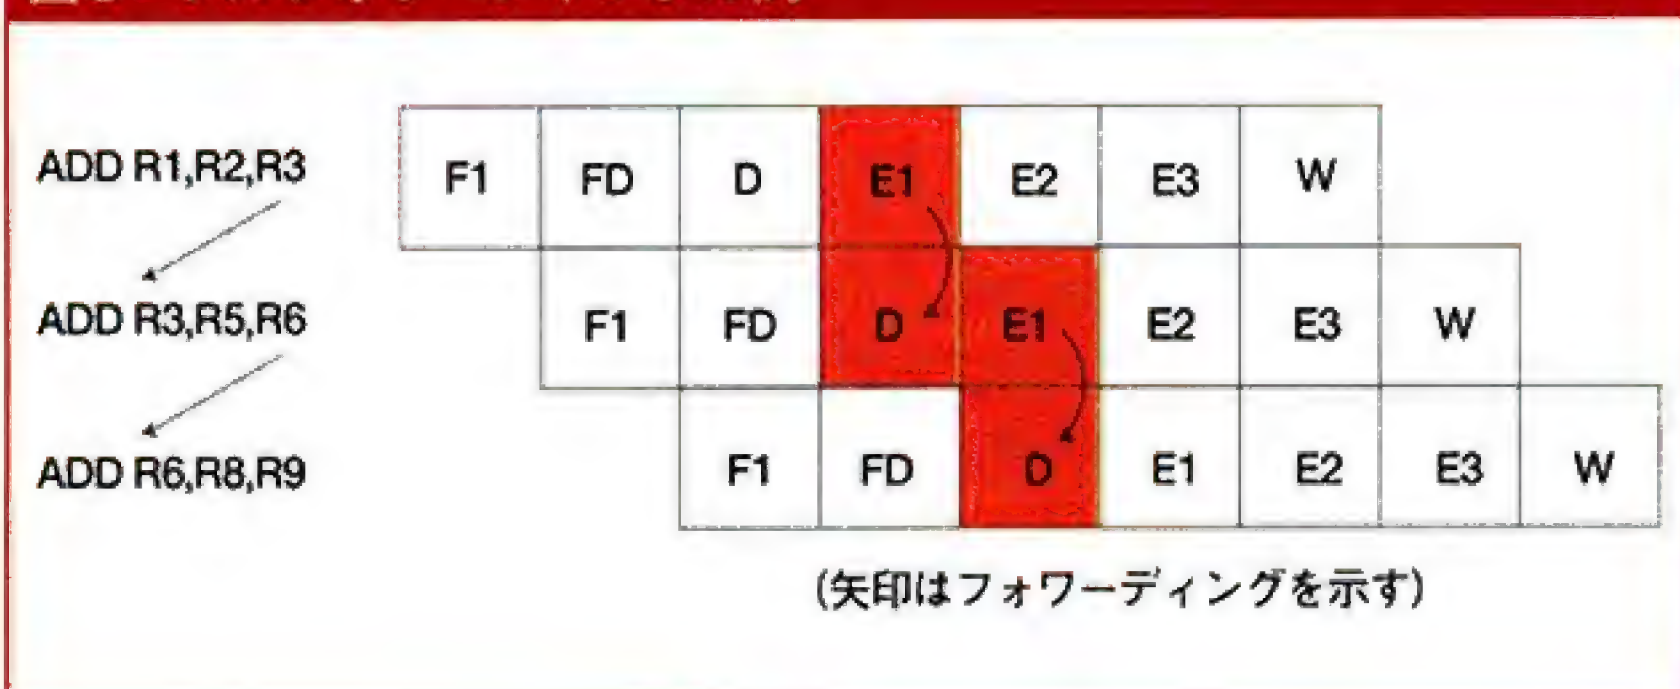 ADD R1,R2,R3 F1 FD D E1 E2 E3 W
ADD R3,R5,R6 F1 FD D E1 E2 E3 W
ADD R6,R8,R9 F1 FD D E1 E2 E3 W
(矢印はフォワーディングを示す)